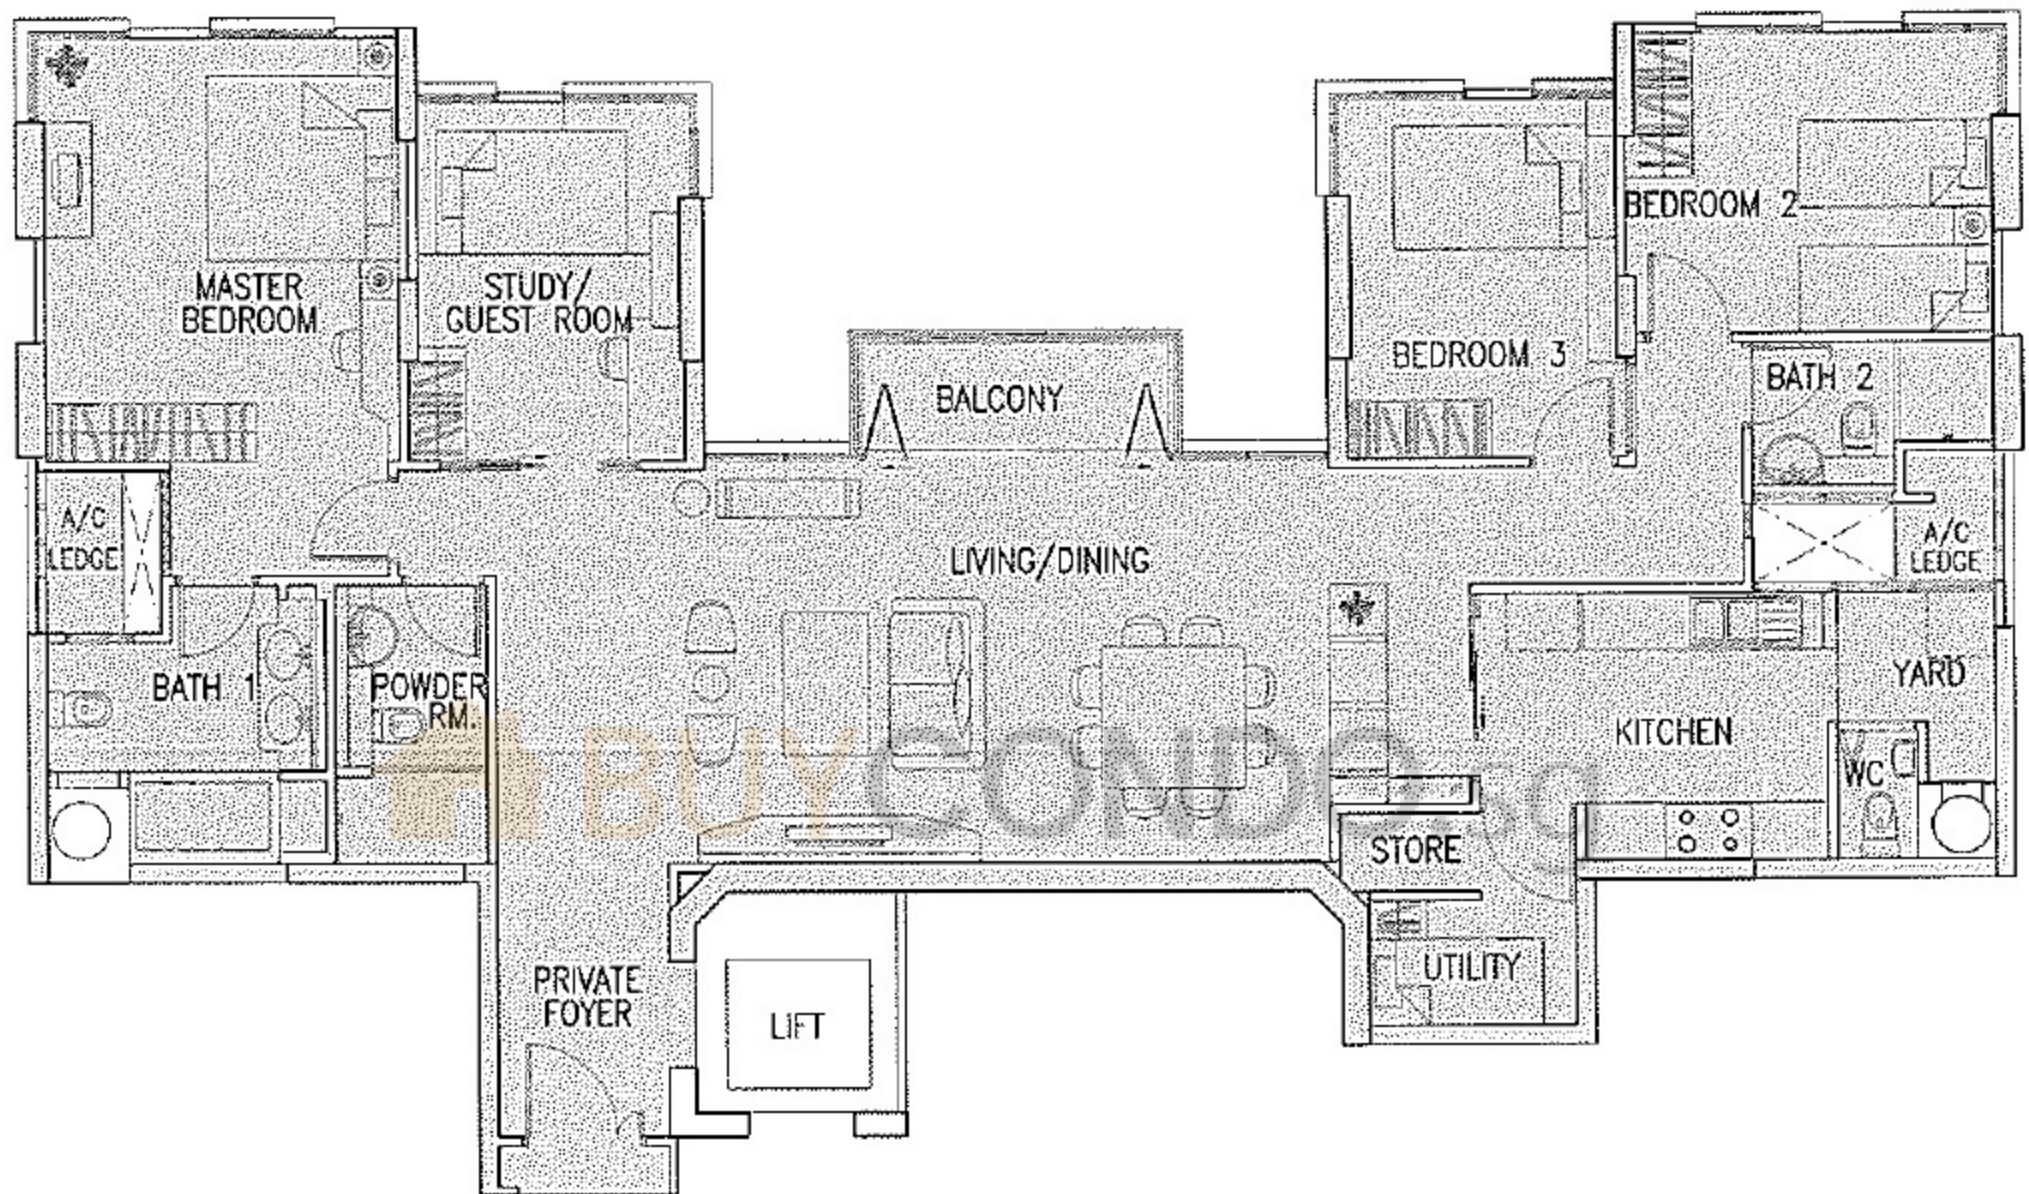 MASTER
BEDROOM
STUDY/
GUEST ROOM
BALCONY
BEDROOM 3
BEDROOM 2
BATH 2
A/C
LEDGE
LIVING/DINING
A/C
LEDGE
BATH 1
POWDER
RM.
KITCHEN
YARD
WC
BUYCONDO.sg
STORE
UTILITY
PRIVATE
FOYER
LIFT